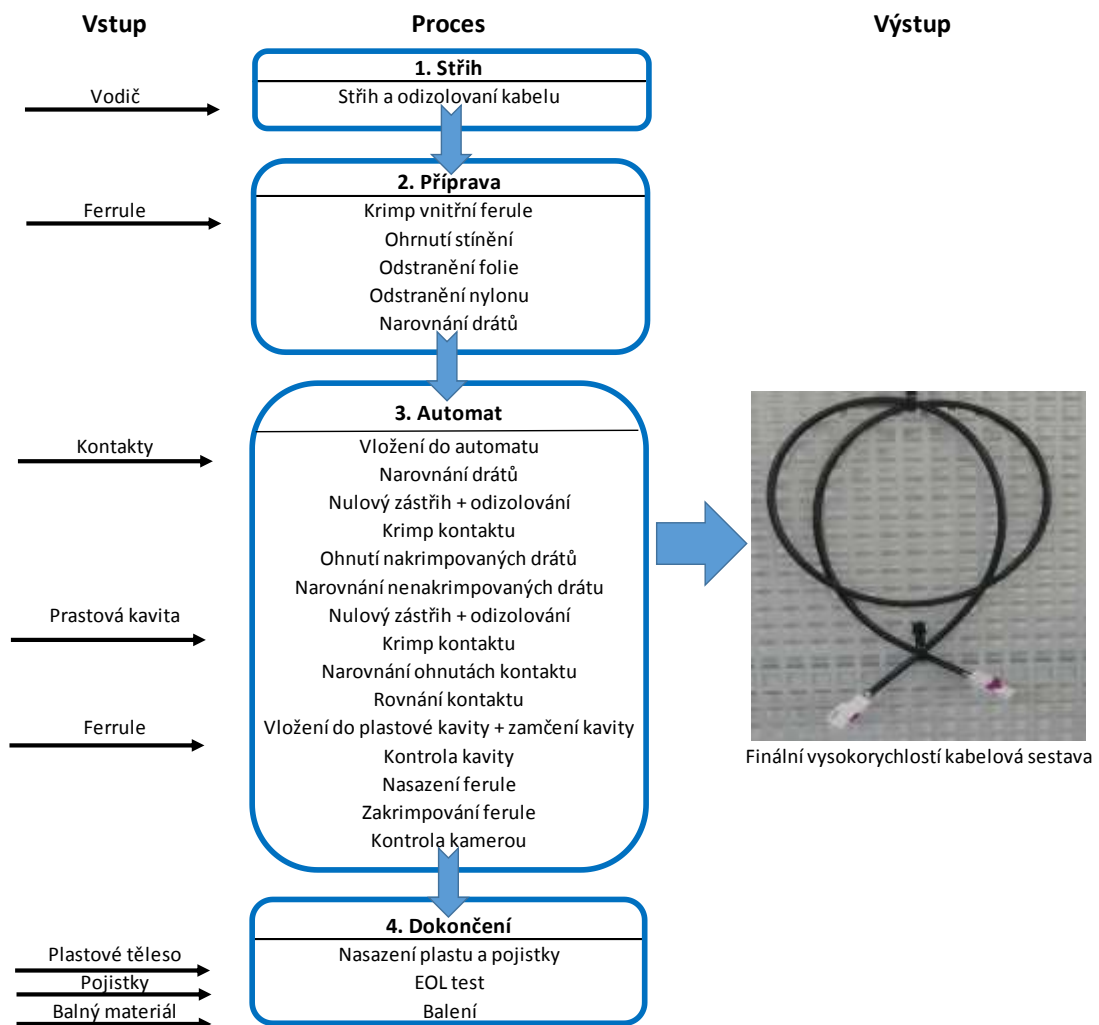 Vstup
Proces
Výstup
1. Střih
Vodič
Střih a odizolovaní kabelu
2. Příprava
Ferrule
Krimp vnitřní ferule
Ohrnutí stínění
Odstranění folie
Odstranění nylonu
Narovnání drátů
3. Automat
Kontakty
Vložení do automatu
Narovnání drátů
Nulový zástřih + odizolování
Krimp kontaktu
Ohnutí nakrimpovaných drátů
Narovnání nenakrimpovaných drátu
Prastová kavita
Nulový zástřih + odizolování
Krimp kontaktu
Narovnání ohnutách kontaktu
Rovnání kontaktu
Ferrule
Vložení do plastové kavity + zamčení kavity
Kontrola kavity
Nasazení ferule
Zakrimpování ferule
Kontrola kamerou
Finální vysokorychlostí kabelová sestava
4. Dokončení
Plastové těleso
Nasazení plastu a pojistky
Pojistky
EOL test
Balný materiál
Balení